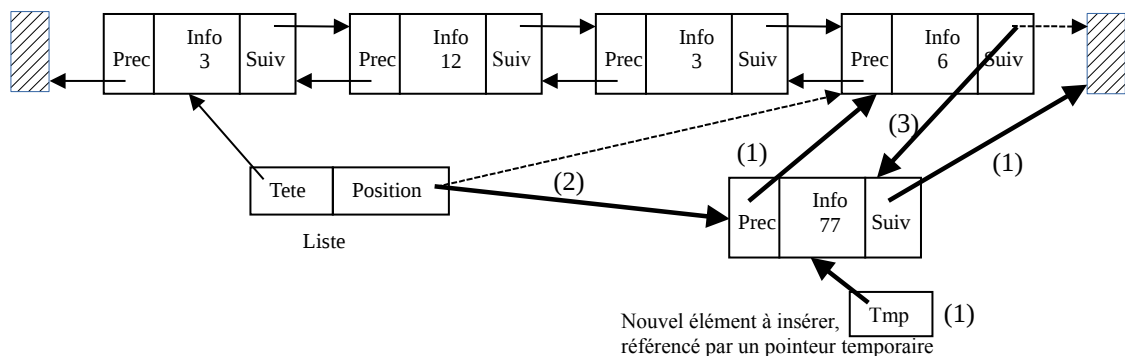 Prec Info 3 Suiv
Prec Info 12 Suiv
Prec Info 3 Suiv
Prec Info 6 Suiv
(3)
(1)
(1)
Tete Position
(2)
Liste
Prec Info 77 Suiv
Tmp
(1)
Nouvel élément à insérer,
référencé par un pointeur temporaire